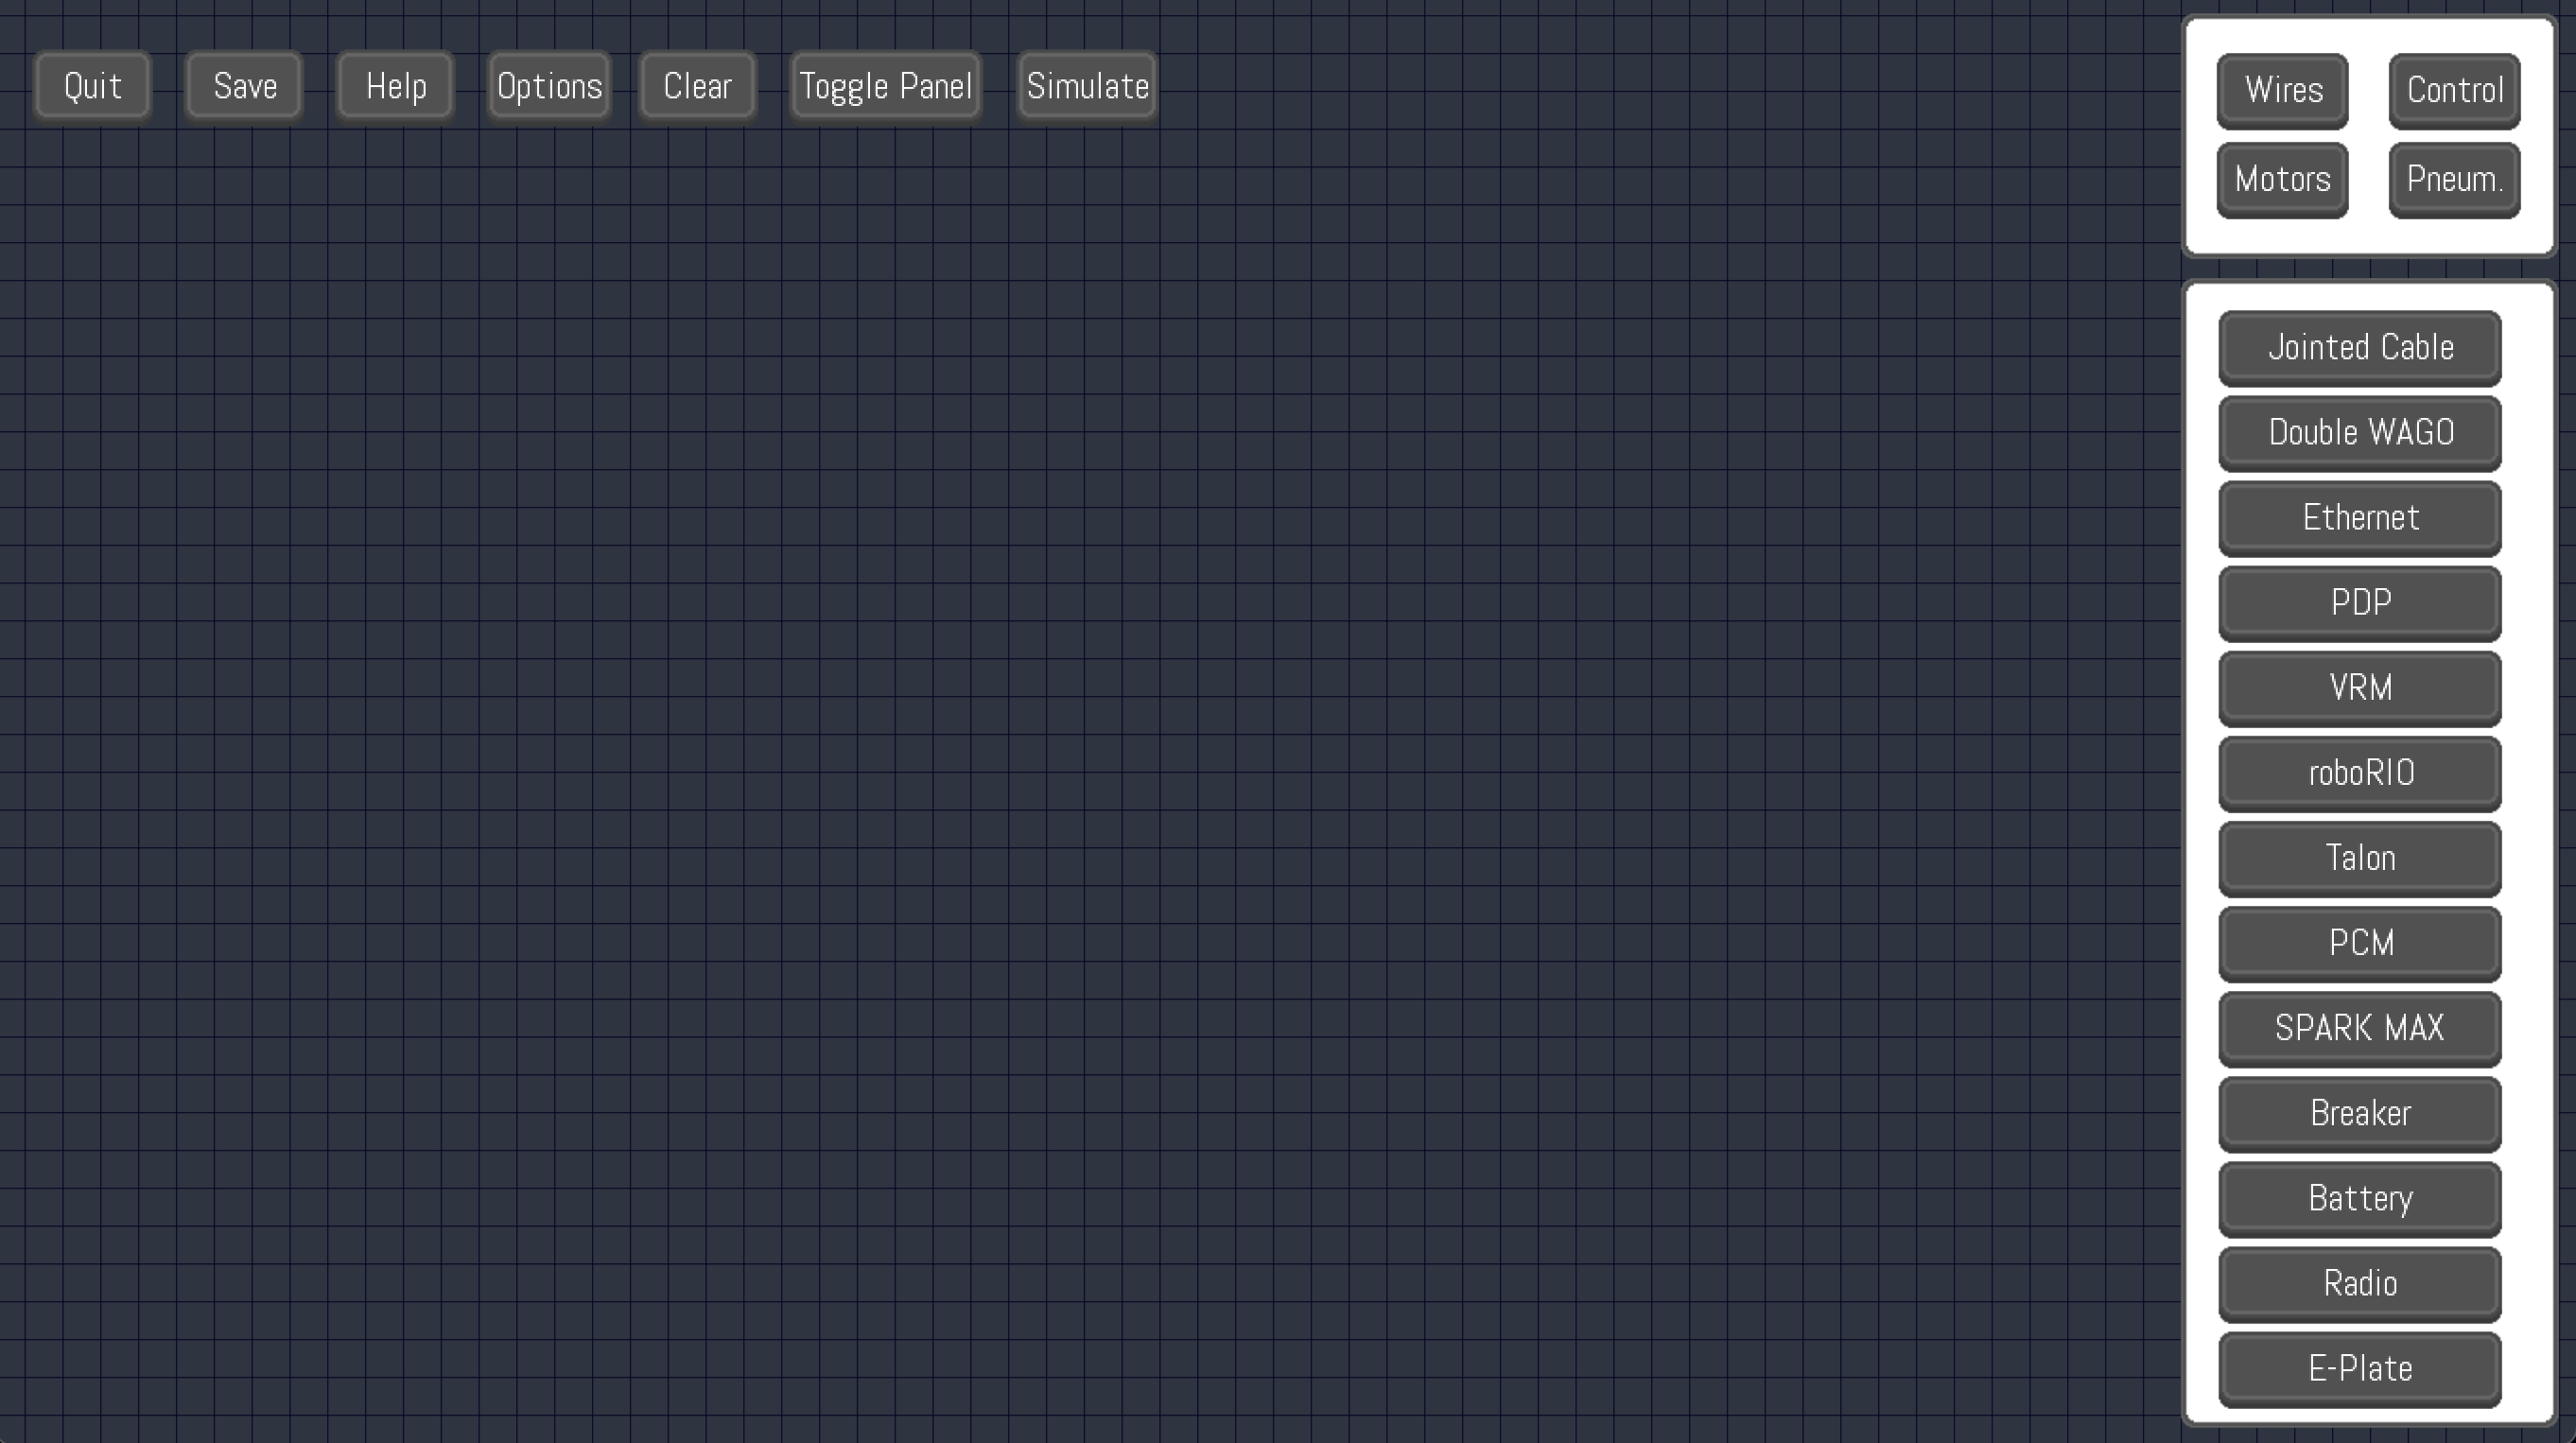 Quit Save Help Options Clear Toggle Panel Simulate
Wires Control
Motors Pneum.
Jointed Cable
Double WAGO
Ethernet
PDP
VRM
roboRIO
Talon
PCM
SPARK MAX
Breaker
Battery
Radio
E-Plate